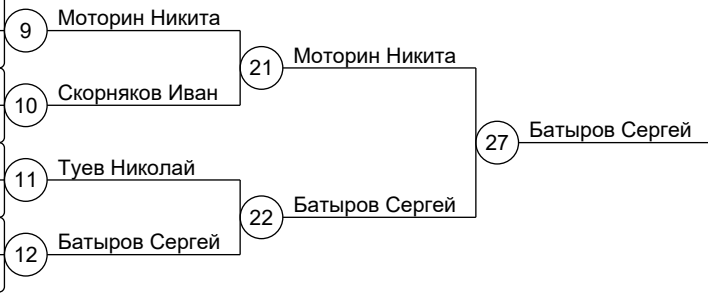 9
Моторин Никита
21
Моторин Никита
10
Скорняков Иван
27
Батыров Сергей
11
Туев Николай
22
Батыров Сергей
12
Батыров Сергей